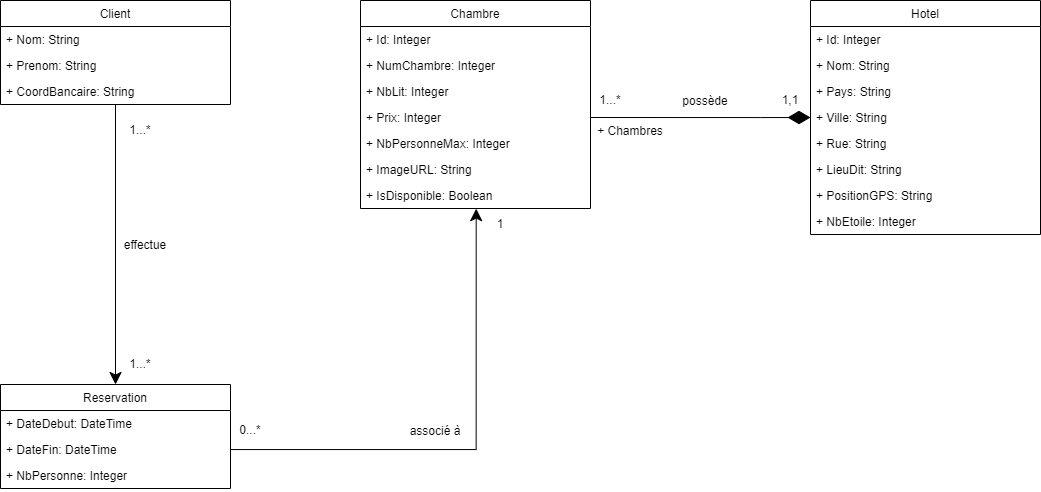 Client
+ Nom: String
+ Prenom: String
+ CoordBancaire: String
1...*
effectue
1...*
Reservation
+ DateDebut: DateTime
+ DateFin: DateTime
+ NbPersonne: Integer
0...*
associé à
1
Chambre
+ Id: Integer
+ NumChambre: Integer
+ NbLit: Integer
+ Prix: Integer
+ NbPersonneMax: Integer
+ ImageURL: String
+ IsDisponible: Boolean
1...*
possède
1,1
+ Chambres
Hotel
+ Id: Integer
+ Nom: String
+ Pays: String
+ Ville: String
+ Rue: String
+ LieuDit: String
+ PositionGPS: String
+ NbEtoile: Integer